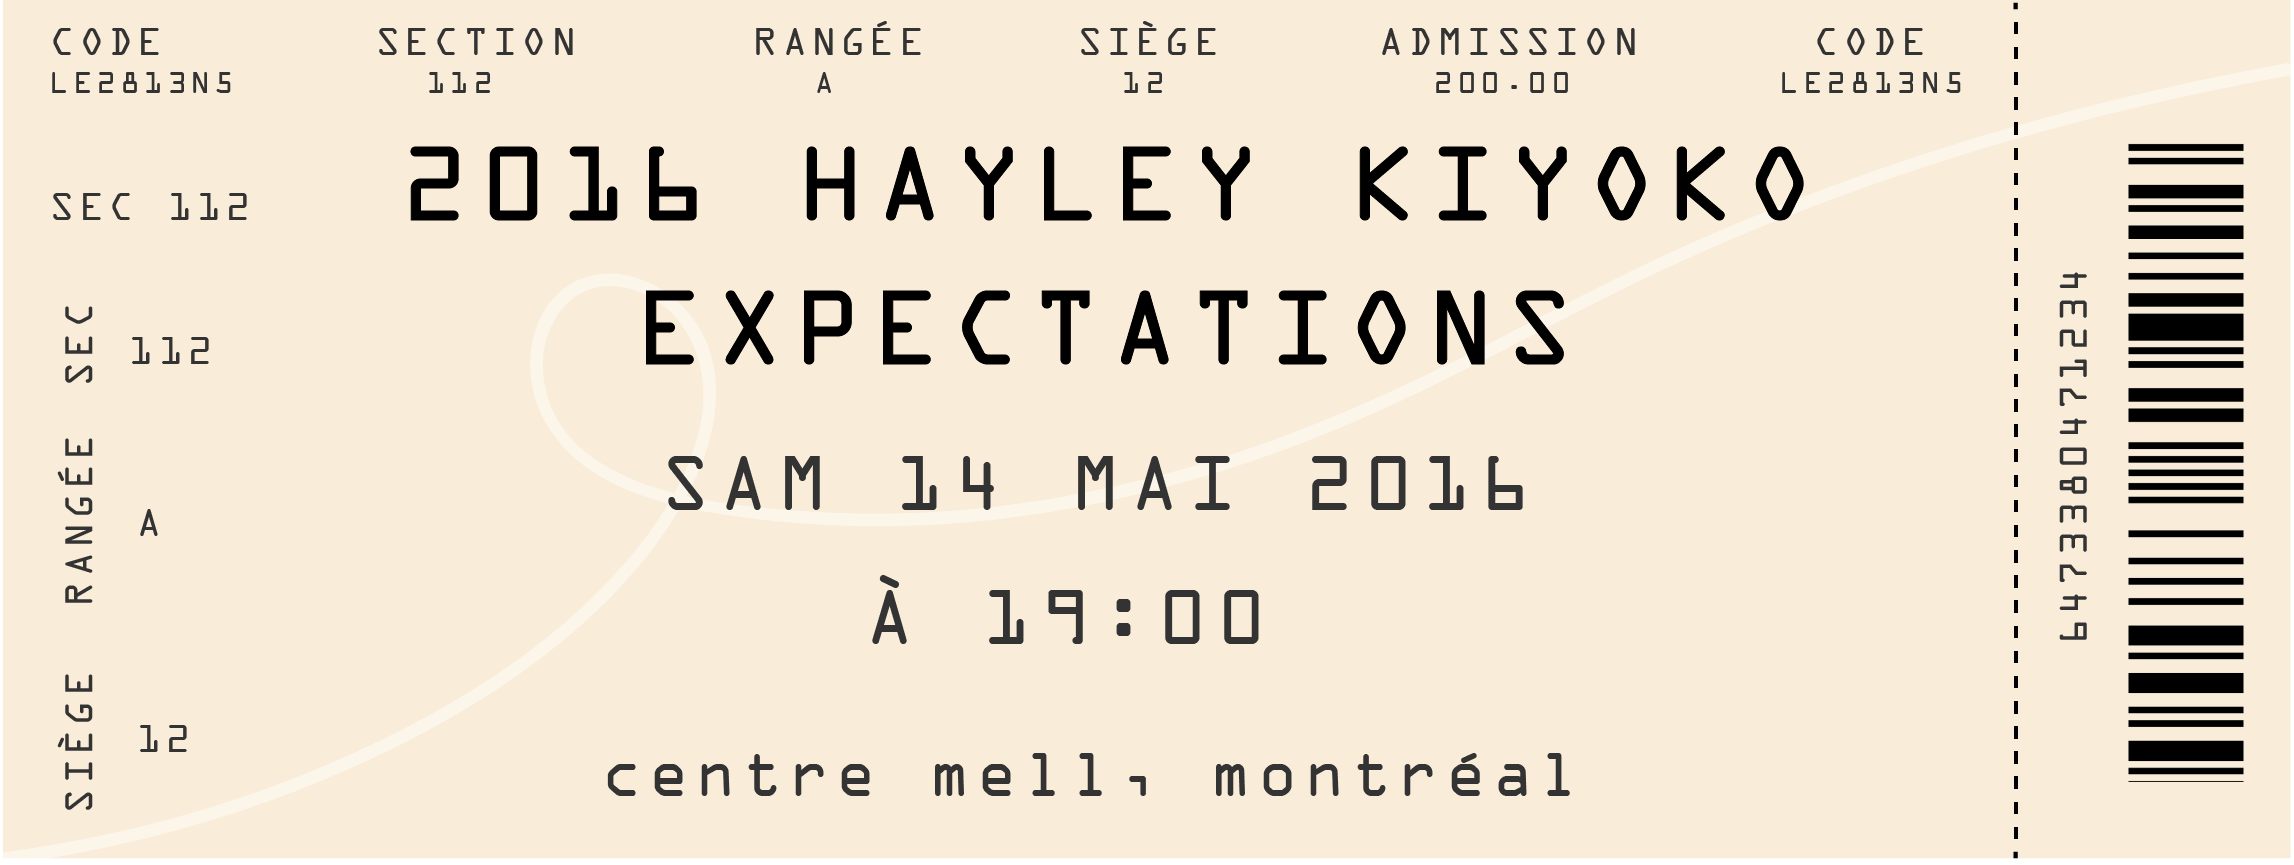 CODE SECTION RANGÉE SIÈGE ADMISSION CODE
LE2813N5 112 A 12 200.00 LE2813N5
2016 HAYLEY KIYOKO
SEC 112
EXPECTATIONS
SEC 112
SAM 14 MAI 2016
RANGÉE A
À 19:00
SIÈGE 12
centre mell, montréal
6473380471234